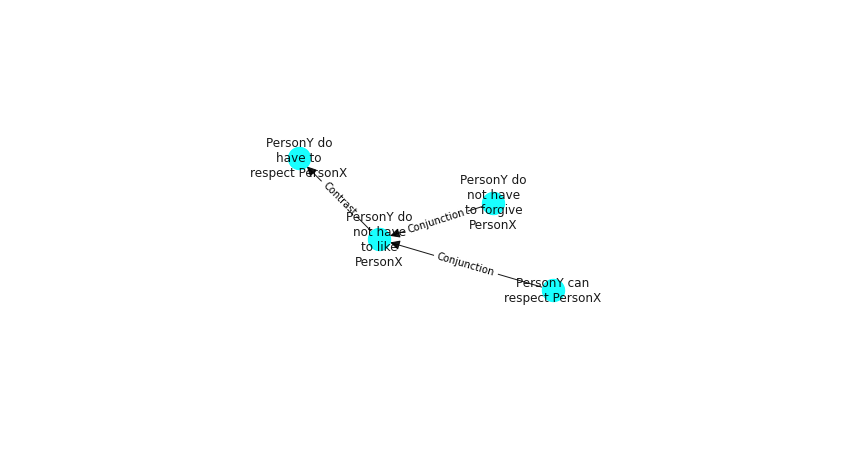 PersonY do
have to
respect PersonX
Contrast
PersonY do
not have
to forgive
PersonX
Conjunction
PersonY do
not have
to like
PersonX
Conjunction
PersonY can
respect PersonX